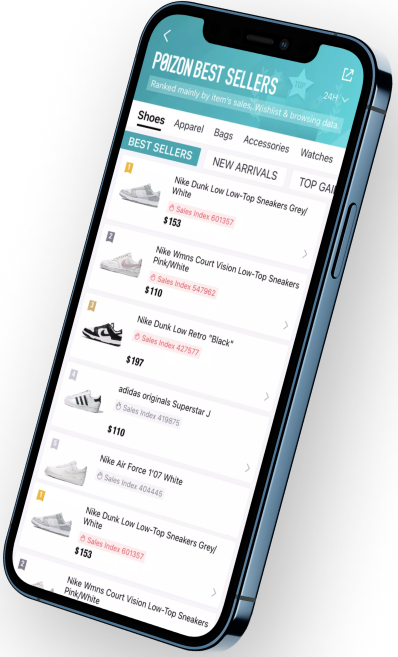 PØIZON BEST SELLERS
Ranked mainly by item's sales, Wishlist & browsing data
24H
Shoes Apparel Bags Accessories Watches
BEST SELLERS NEW ARRIVALS TOP GAI
1
Nike Dunk Low Low-Top Sneakers Grey/
White
Sales Index 601357
$153
2
Nike Wmns Court Vision Low-Top Sneakers
Pink/White
Sales Index 547962
$110
3
Nike Dunk Low Retro "Black"
Sales Index 427577
$197
4
adidas originals Superstar J
Sales Index 419875
$110
5
Nike Air Force 1'07 White
Sales Index 404445
1
Nike Dunk Low Low-Top Sneakers Grey/
White
Sales Index 601357
$153
2
Nike Wmns Court Vision Low-Top Sneakers
Pink/White